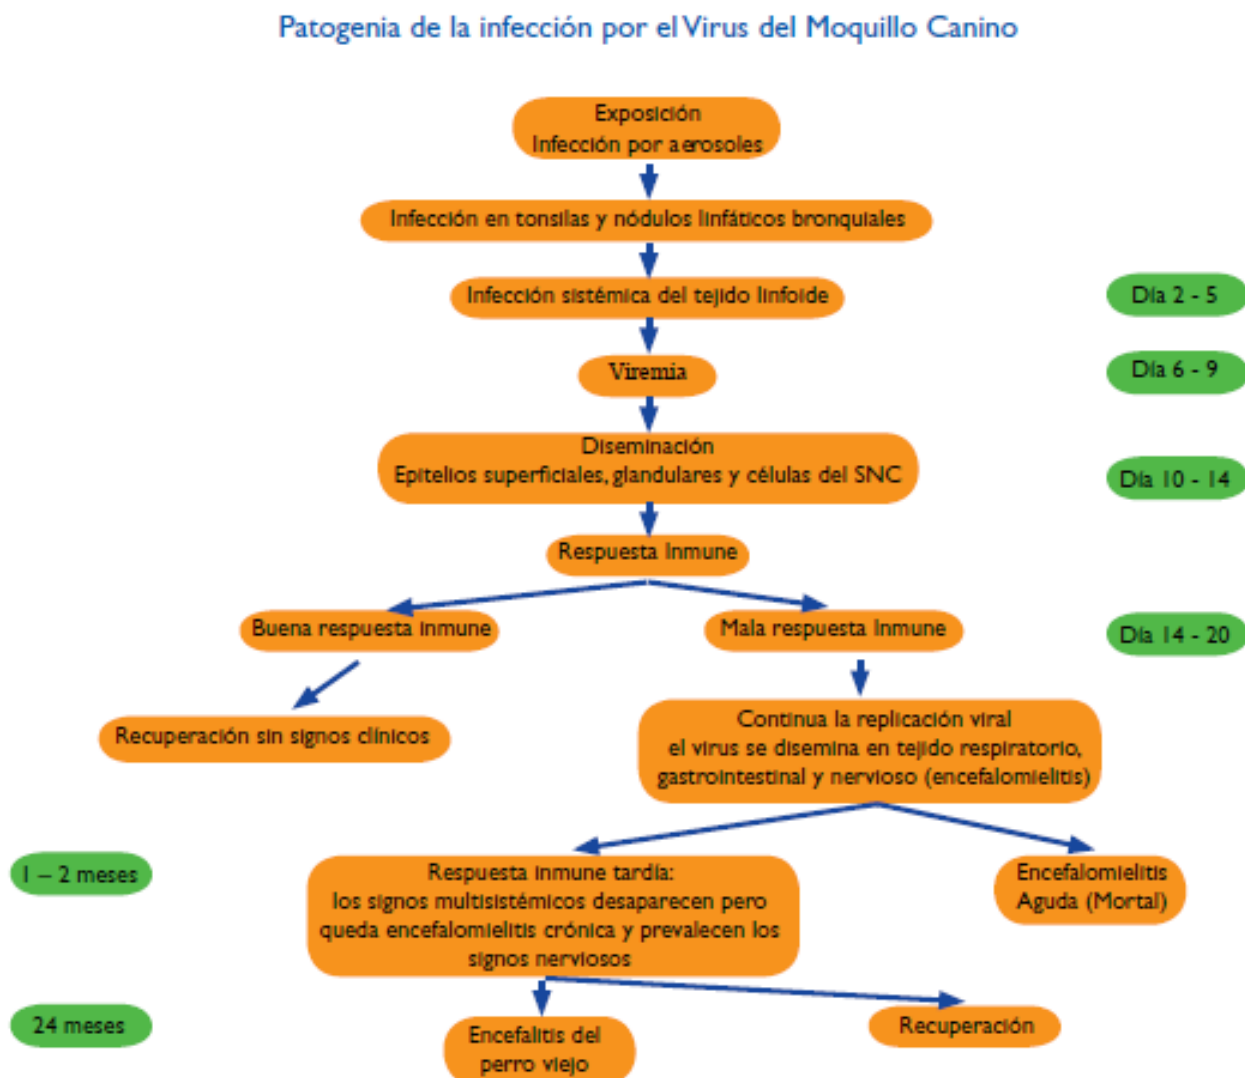 Patogenia de la infección por el Virus del Moquillo Canino
Exposición
Infección por aerosoles
Infección en tonsilas y nódulos linfáticos bronquiales
Infección sistémica del tejido linfoide
Día 2 - 5
Viremia
Día 6 - 9
Diseminación
Epitelios superficiales, glandulares y células del SNC
Día 10 - 14
Respuesta Inmune
Buena respuesta inmune
Mala respuesta Inmune
Día 14 - 20
Recuperación sin signos clínicos
Continua la replicación viral
el virus se disemina en tejido respiratorio,
gastrointestinal y nervioso (encefalomielitis)
1 – 2 meses
Respuesta inmune tardía:
los signos multisistémicos desaparecen pero
queda encefalomielitis crónica y prevalecen los
signos nerviosos
Encefalomielitis
Aguda (Mortal)
24 meses
Encefalitis del
perro viejo
Recuperación